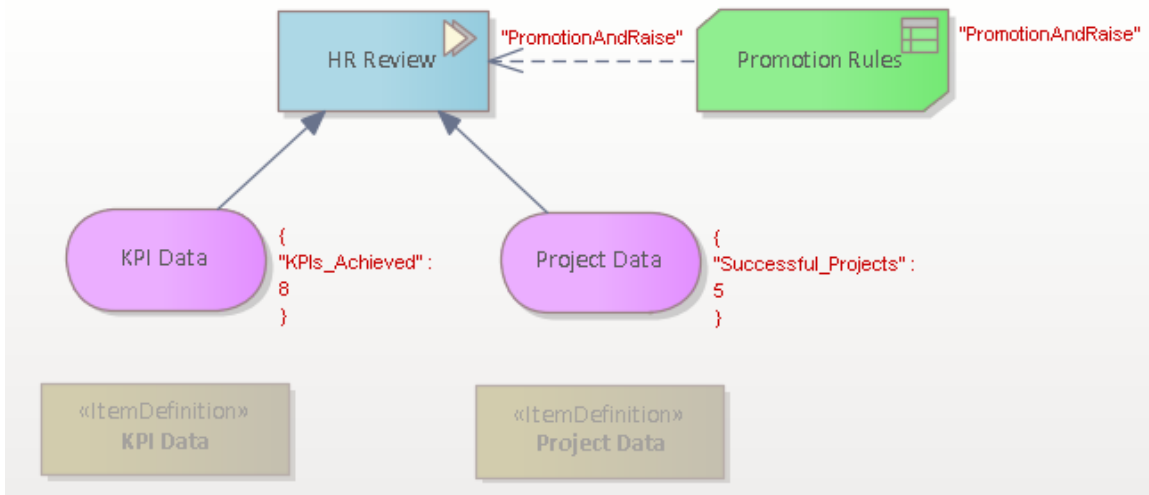 HR Review
"PromotionAndRaise"
Promotion Rules
"PromotionAndRaise"
KPI Data
{
"KPIs_Achieved" :
8
}
Project Data
{
"Successful_Projects" :
5
}
«ItemDefinition»
KPI Data
«ItemDefinition»
Project Data